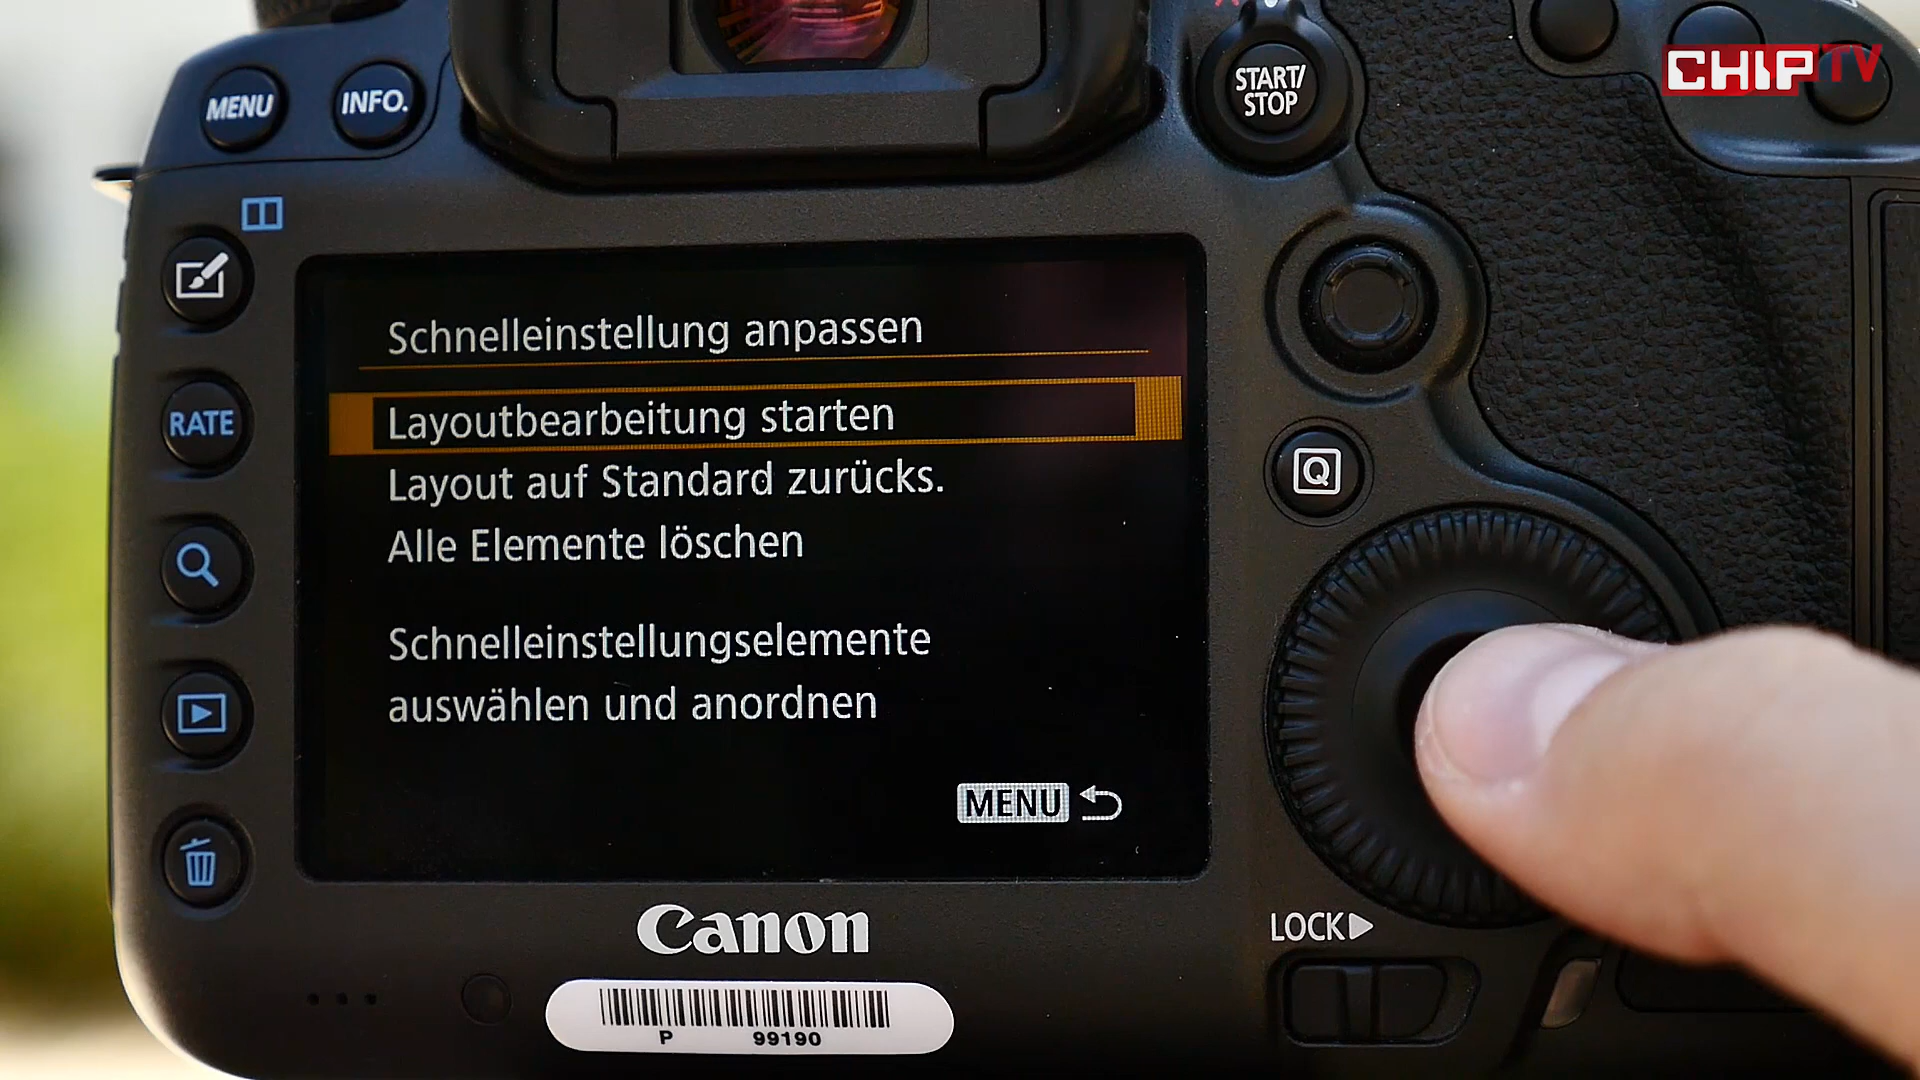 CHIP TV
MENU
INFO.
START/
STOP
RATE
Schnelleinstellung anpassen
Layoutbearbeitung starten
Layout auf Standard zurücks.
Alle Elemente löschen
Schnelleinstellungselemente
auswählen und anordnen
MENU
Q
Canon
LOCK
P 99190